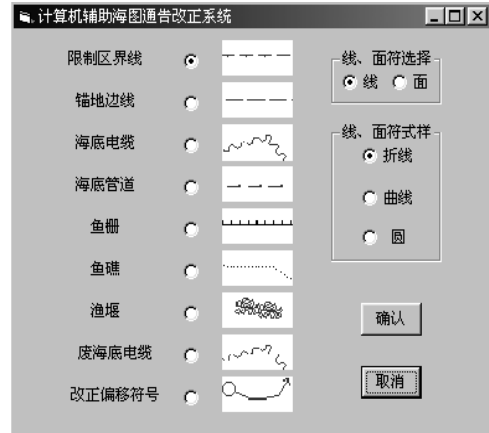 计算机辅助海图通告改正系统
限制区界线
锚地边线
海底电缆
海底管道
鱼栅
鱼礁
渔堰
废海底电缆
改正偏移符号
线、面符选择
线 面
线、面符式样
折线
曲线
圆
确认
取消